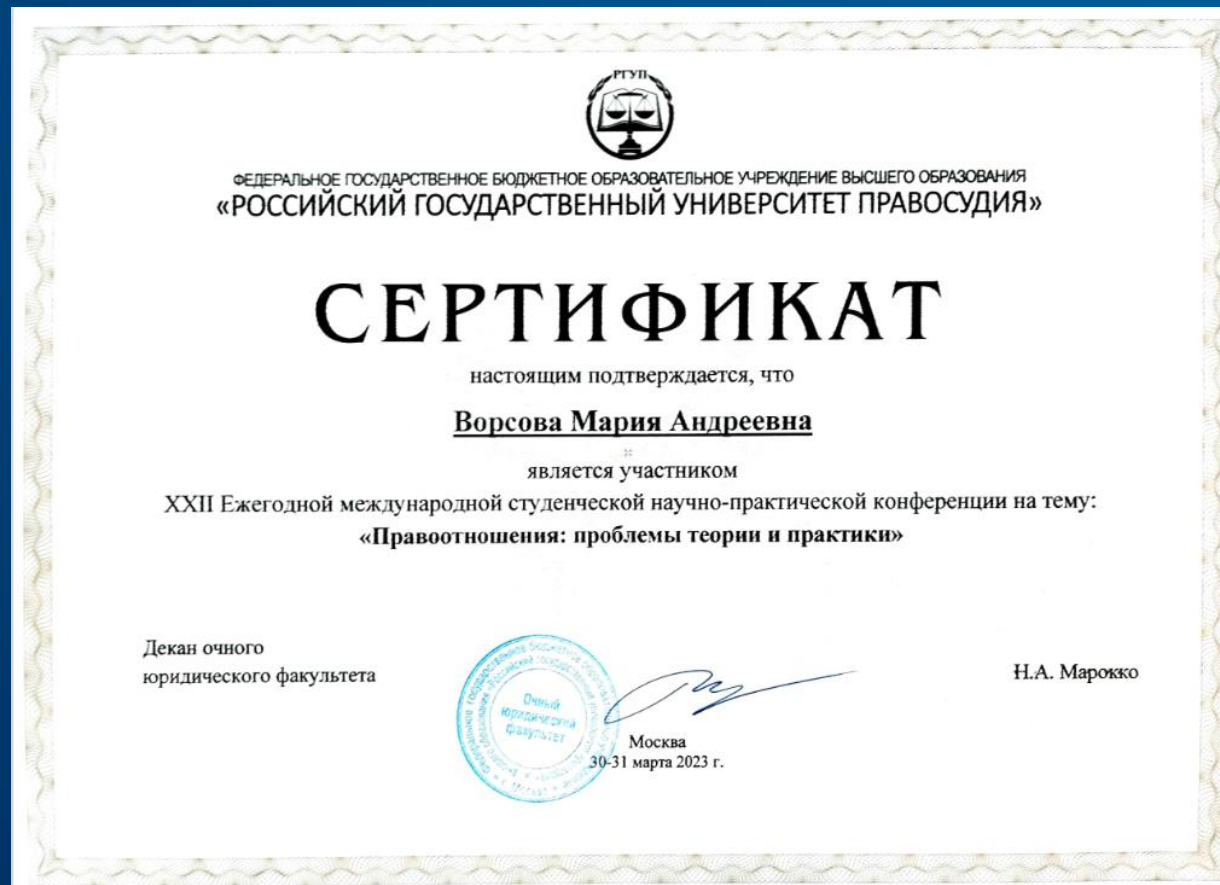 РГУП
ФЕДЕРАЛЬНОЕ ГОСУДАРСТВЕННОЕ БЮДЖЕТНОЕ ОБРАЗОВАТЕЛЬНОЕ УЧРЕЖДЕНИЕ ВЫСШЕГО ОБРАЗОВАНИЯ
«РОССИЙСКИЙ ГОСУДАРСТВЕННЫЙ УНИВЕРСИТЕТ ПРАВОСУДИЯ»
СЕРТИФИКАТ
настоящим подтверждается, что
Ворсова Мария Андреевна
является участником
XXII Ежегодной международной студенческой научно-практической конференции на тему:
«Правоотношения: проблемы теории и практики»
Декан очного
юридического факультета
Н.А. Марокко
Очный
юридический
факультет
Москва
30-31 марта 2023 г.